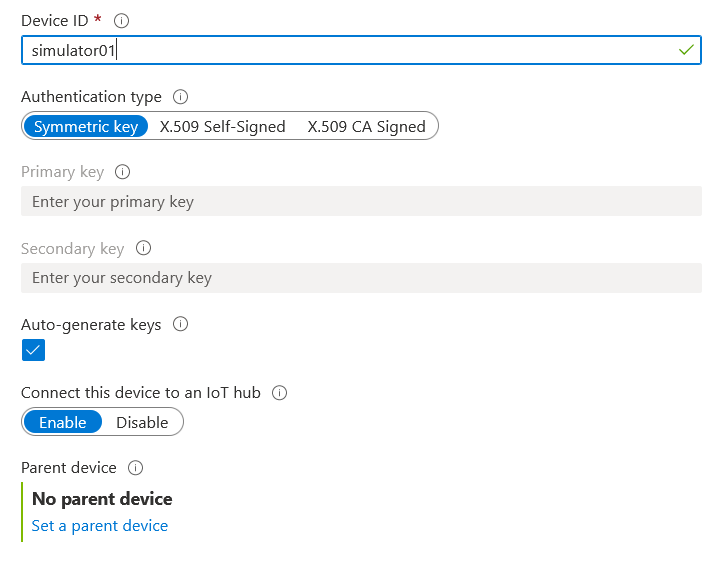 Device ID *
simulator01
Authentication type
Symmetric key X.509 Self-Signed X.509 CA Signed
Primary key
Enter your primary key
Secondary key
Enter your secondary key
Auto-generate keys
Connect this device to an IoT hub
Enable Disable
Parent device
No parent device
Set a parent device